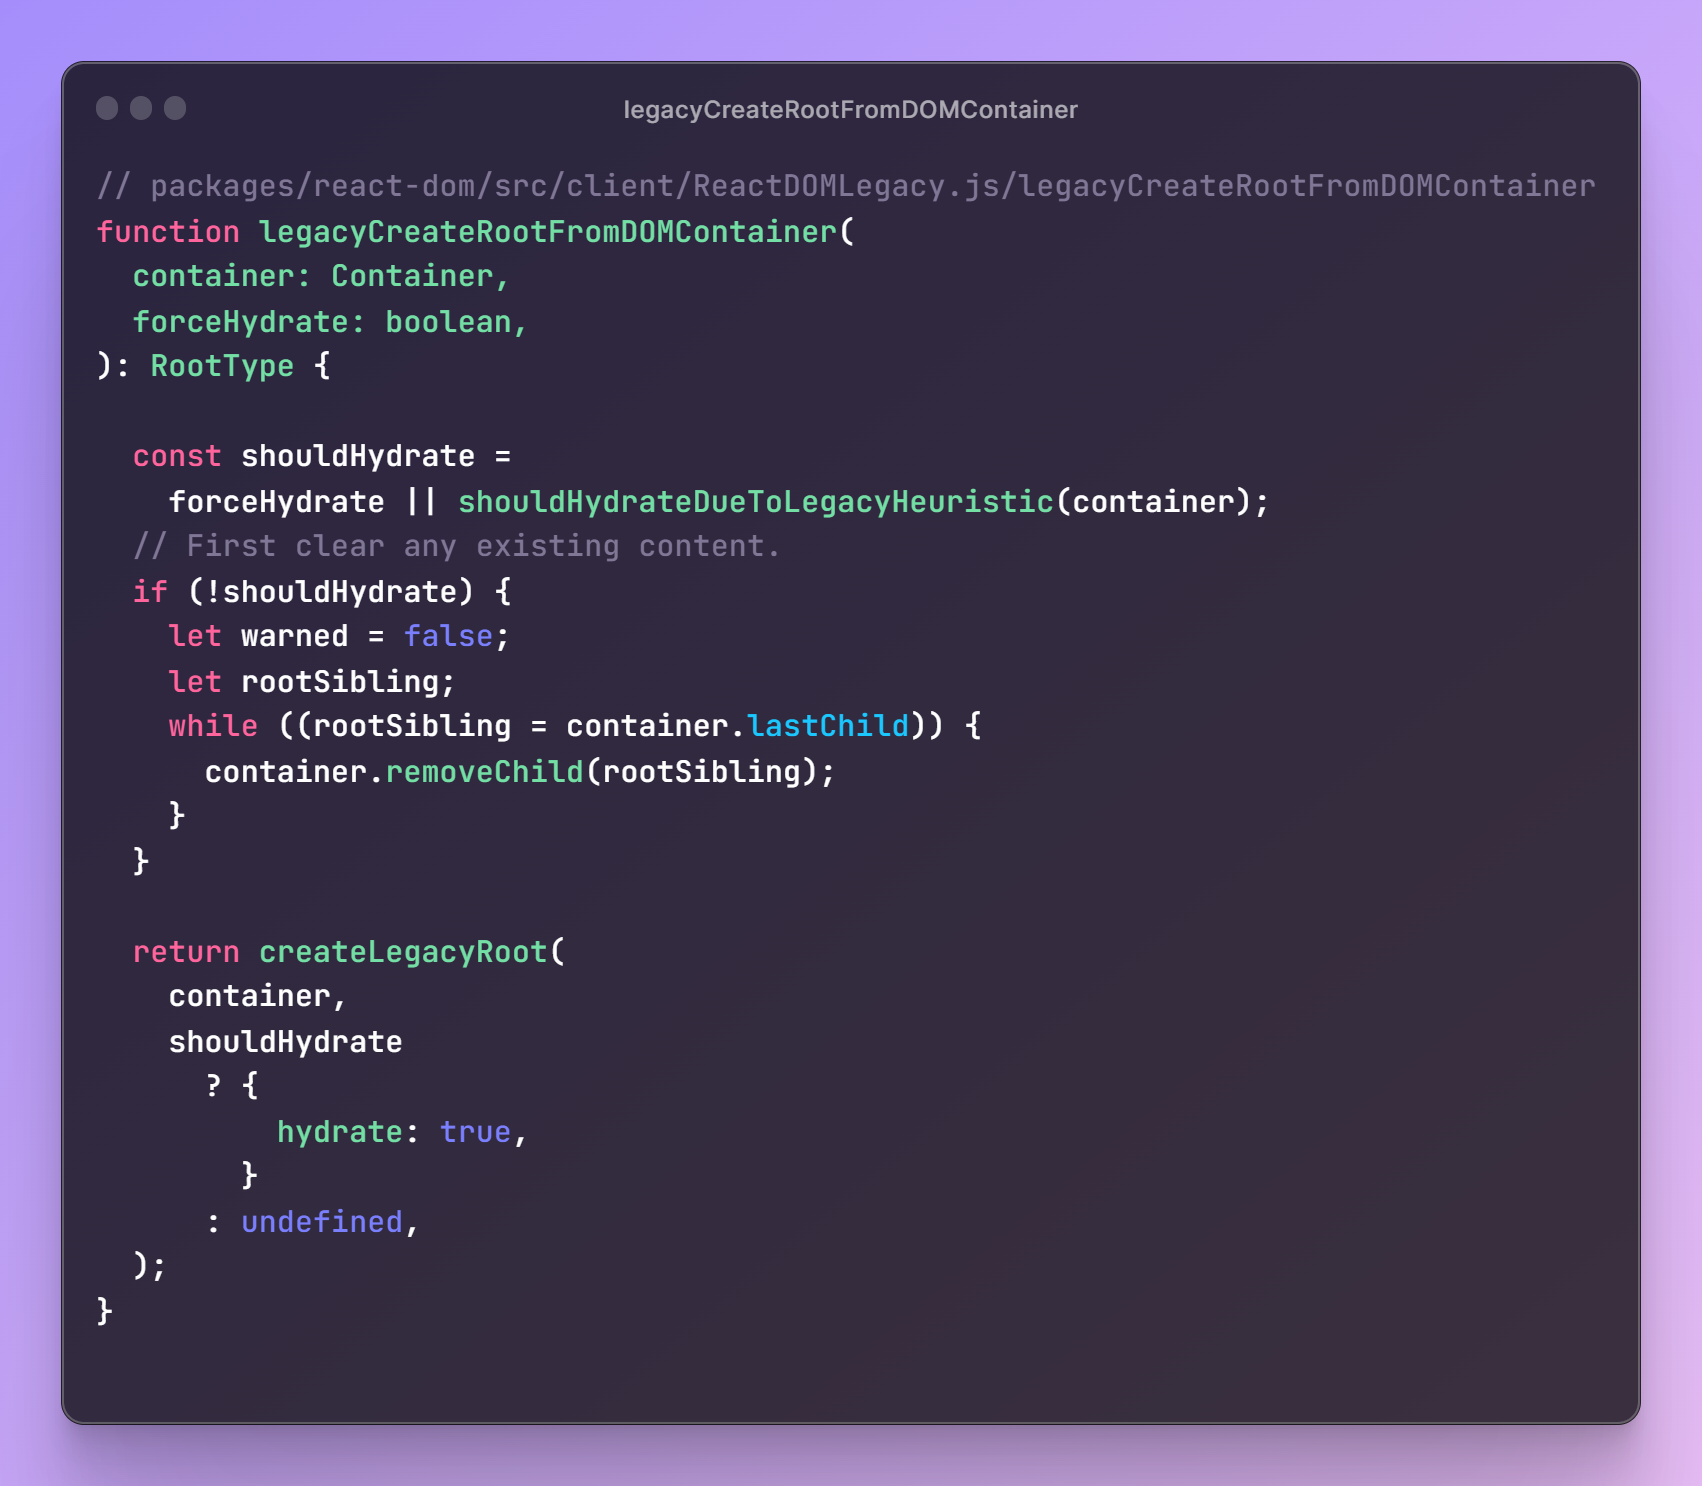 legacyCreateRootFromDOMContainer
// packages/react-dom/src/client/ReactDOMLegacy.js/legacyCreateRootFromDOMContainer
function legacyCreateRootFromDOMContainer(
  container: Container,
  forceHydrate: boolean,
): RootType {

  const shouldHydrate =
    forceHydrate || shouldHydrateDueToLegacyHeuristic(container);
  // First clear any existing content.
  if (!shouldHydrate) {
    let warned = false;
    let rootSibling;
    while ((rootSibling = container.lastChild)) {
      container.removeChild(rootSibling);
    }
  }

  return createLegacyRoot(
    container,
    shouldHydrate
      ? {
          hydrate: true,
        }
      : undefined,
  );
}